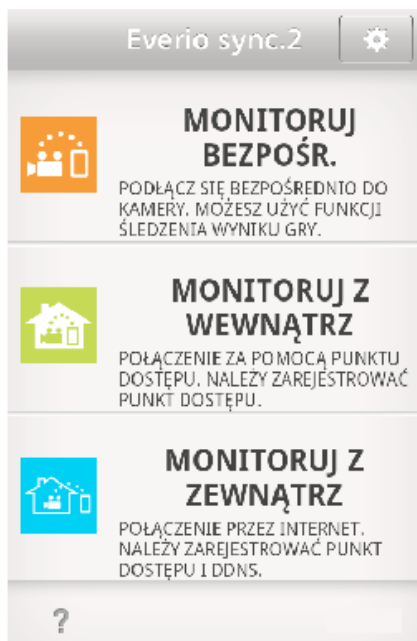 Everio sync.2
MONITORUJ
BEZPOŚR.
PODŁĄCZ SIĘ BEZPOŚREDNIO DO
KAMERY. MOŻESZ UŻYĆ FUNKCJI
ŚLEDZENIA WYNIKU GRY.
MONITORUJ Z
WEWNĄTRZ
POŁĄCZENIE ZA POMOCĄ PUNKTU
DOSTĘPU. NALEŻY ZAREJESTROWAĆ
PUNKT DOSTĘPU.
MONITORUJ Z
ZEWNĄTRZ
POŁĄCZENIE PRZEZ INTERNET.
NALEŻY ZAREJESTROWAĆ PUNKT
DOSTĘPU I DDNS.
?